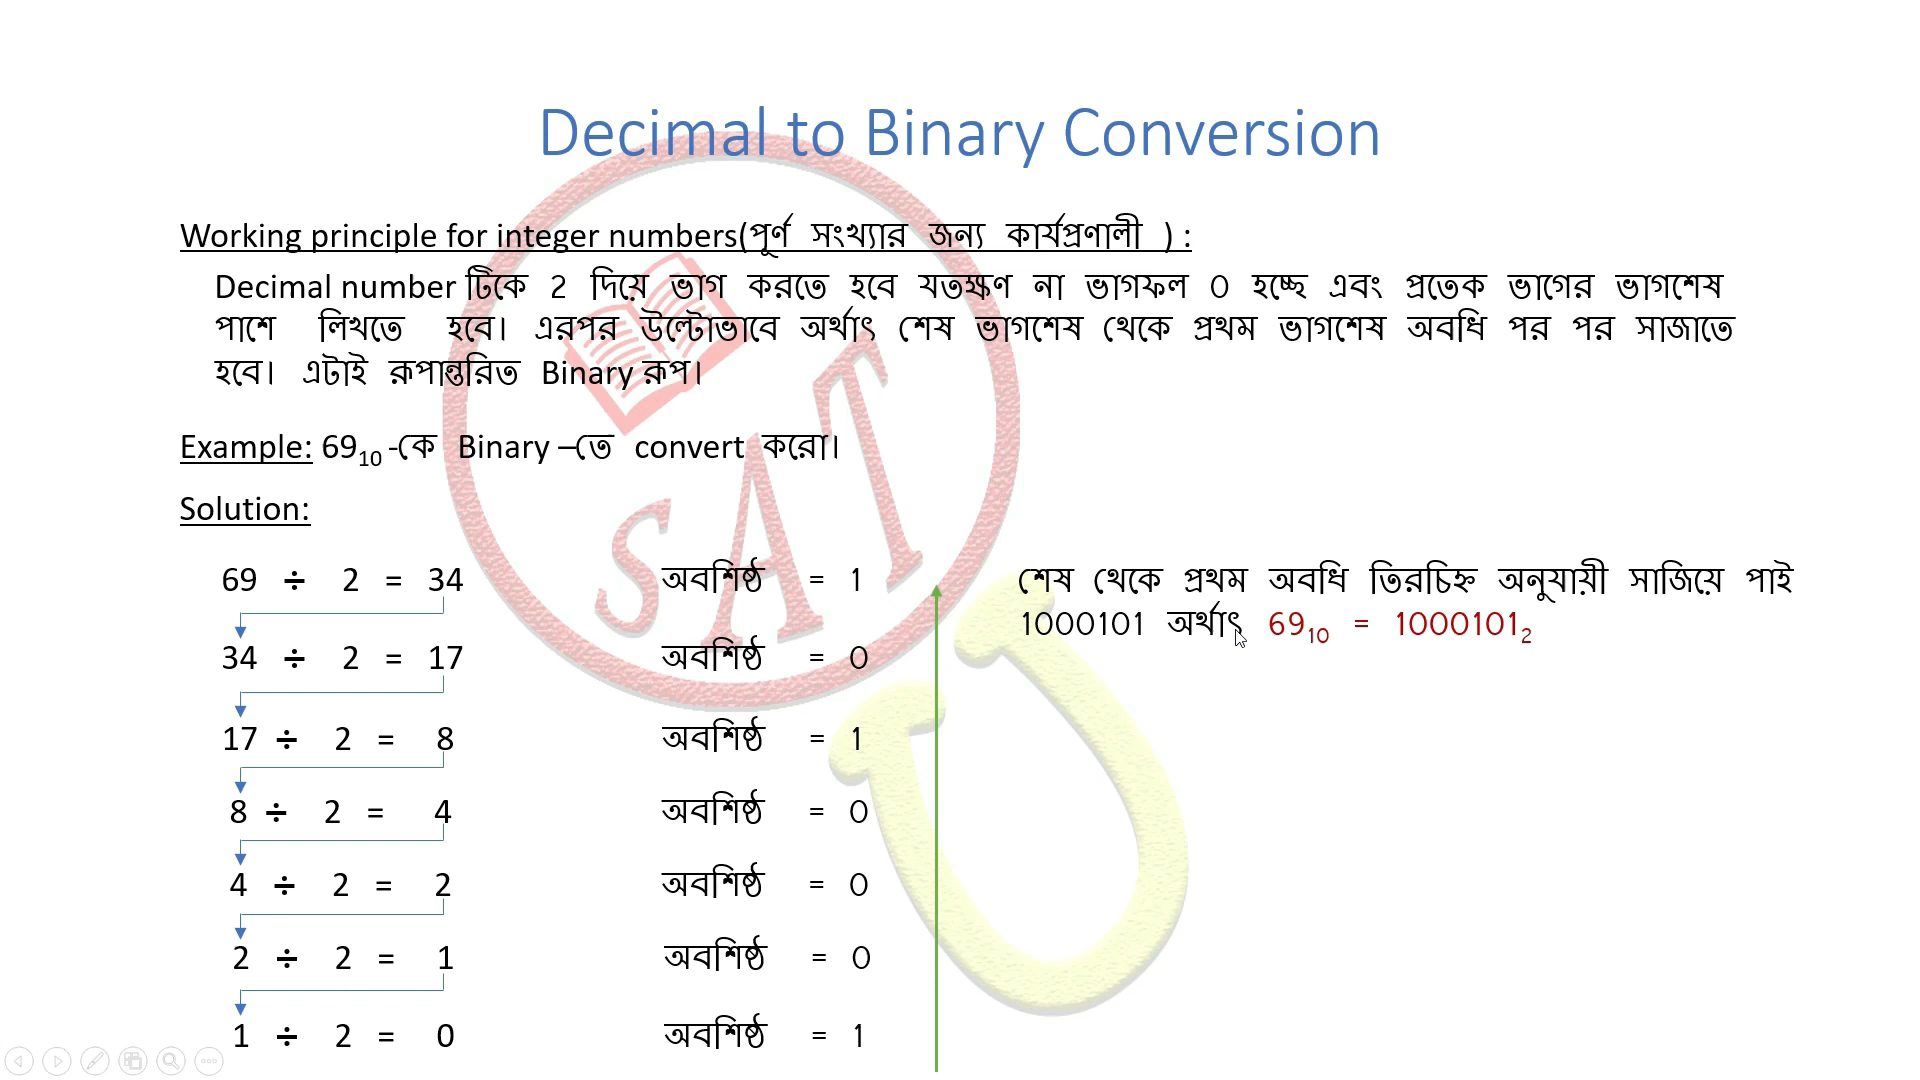 Decimal to Binary Conversion
Working principle for integer numbers(পূর্ণ সংখ্যার জন্য কার্যপ্রণালী ) :
Decimal number টিকে 2 দিয়ে ভাগ করতে হবে যতক্ষণ না ভাগফল 0 হচ্ছে এবং প্রতেক ভাগের ভাগশেষ
পাশে লিখতে হবে। এরপর উল্টোভাবে অর্থাৎ শেষ ভাগশেষ থেকে প্রথম ভাগশেষ অবধি পর পর সাজাতে
হবে। এটাই রূপান্তরিত Binary রূপ।
Example: 69₁₀ -কে Binary –তে convert করো।
Solution:
69 ÷ 2 = 34 অবশিষ্ঠ = 1
34 ÷ 2 = 17 অবশিষ্ঠ = 0
17 ÷ 2 = 8 অবশিষ্ঠ = 1
8 ÷ 2 = 4 অবশিষ্ঠ = 0
4 ÷ 2 = 2 অবশিষ্ঠ = 0
2 ÷ 2 = 1 অবশিষ্ঠ = 0
1 ÷ 2 = 0 অবশিষ্ঠ = 1
শেষ থেকে প্রথম অবধি তিরচিহ্ন অনুযায়ী সাজিয়ে পাই
1000101 অর্থাৎ 69₁₀ = 1000101₂
SAT